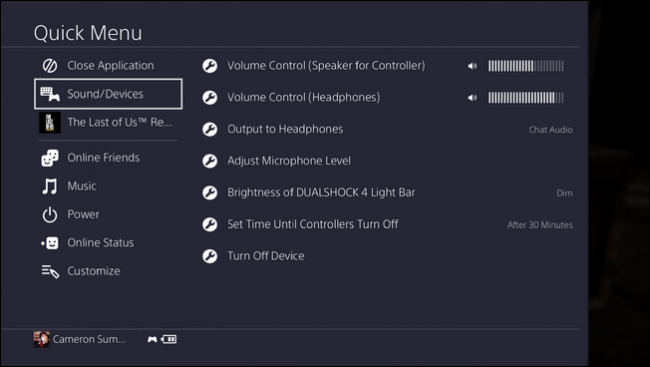 Quick Menu
Close Application
Sound/Devices
The Last of Us™ Re...
Online Friends
Music
Power
Online Status
Customize
Volume Control (Speaker for Controller)
Volume Control (Headphones)
Output to Headphones Chat Audio
Adjust Microphone Level
Brightness of DUALSHOCK 4 Light Bar Dim
Set Time Until Controllers Turn Off After 30 Minutes
Turn Off Device
Cameron Sum...